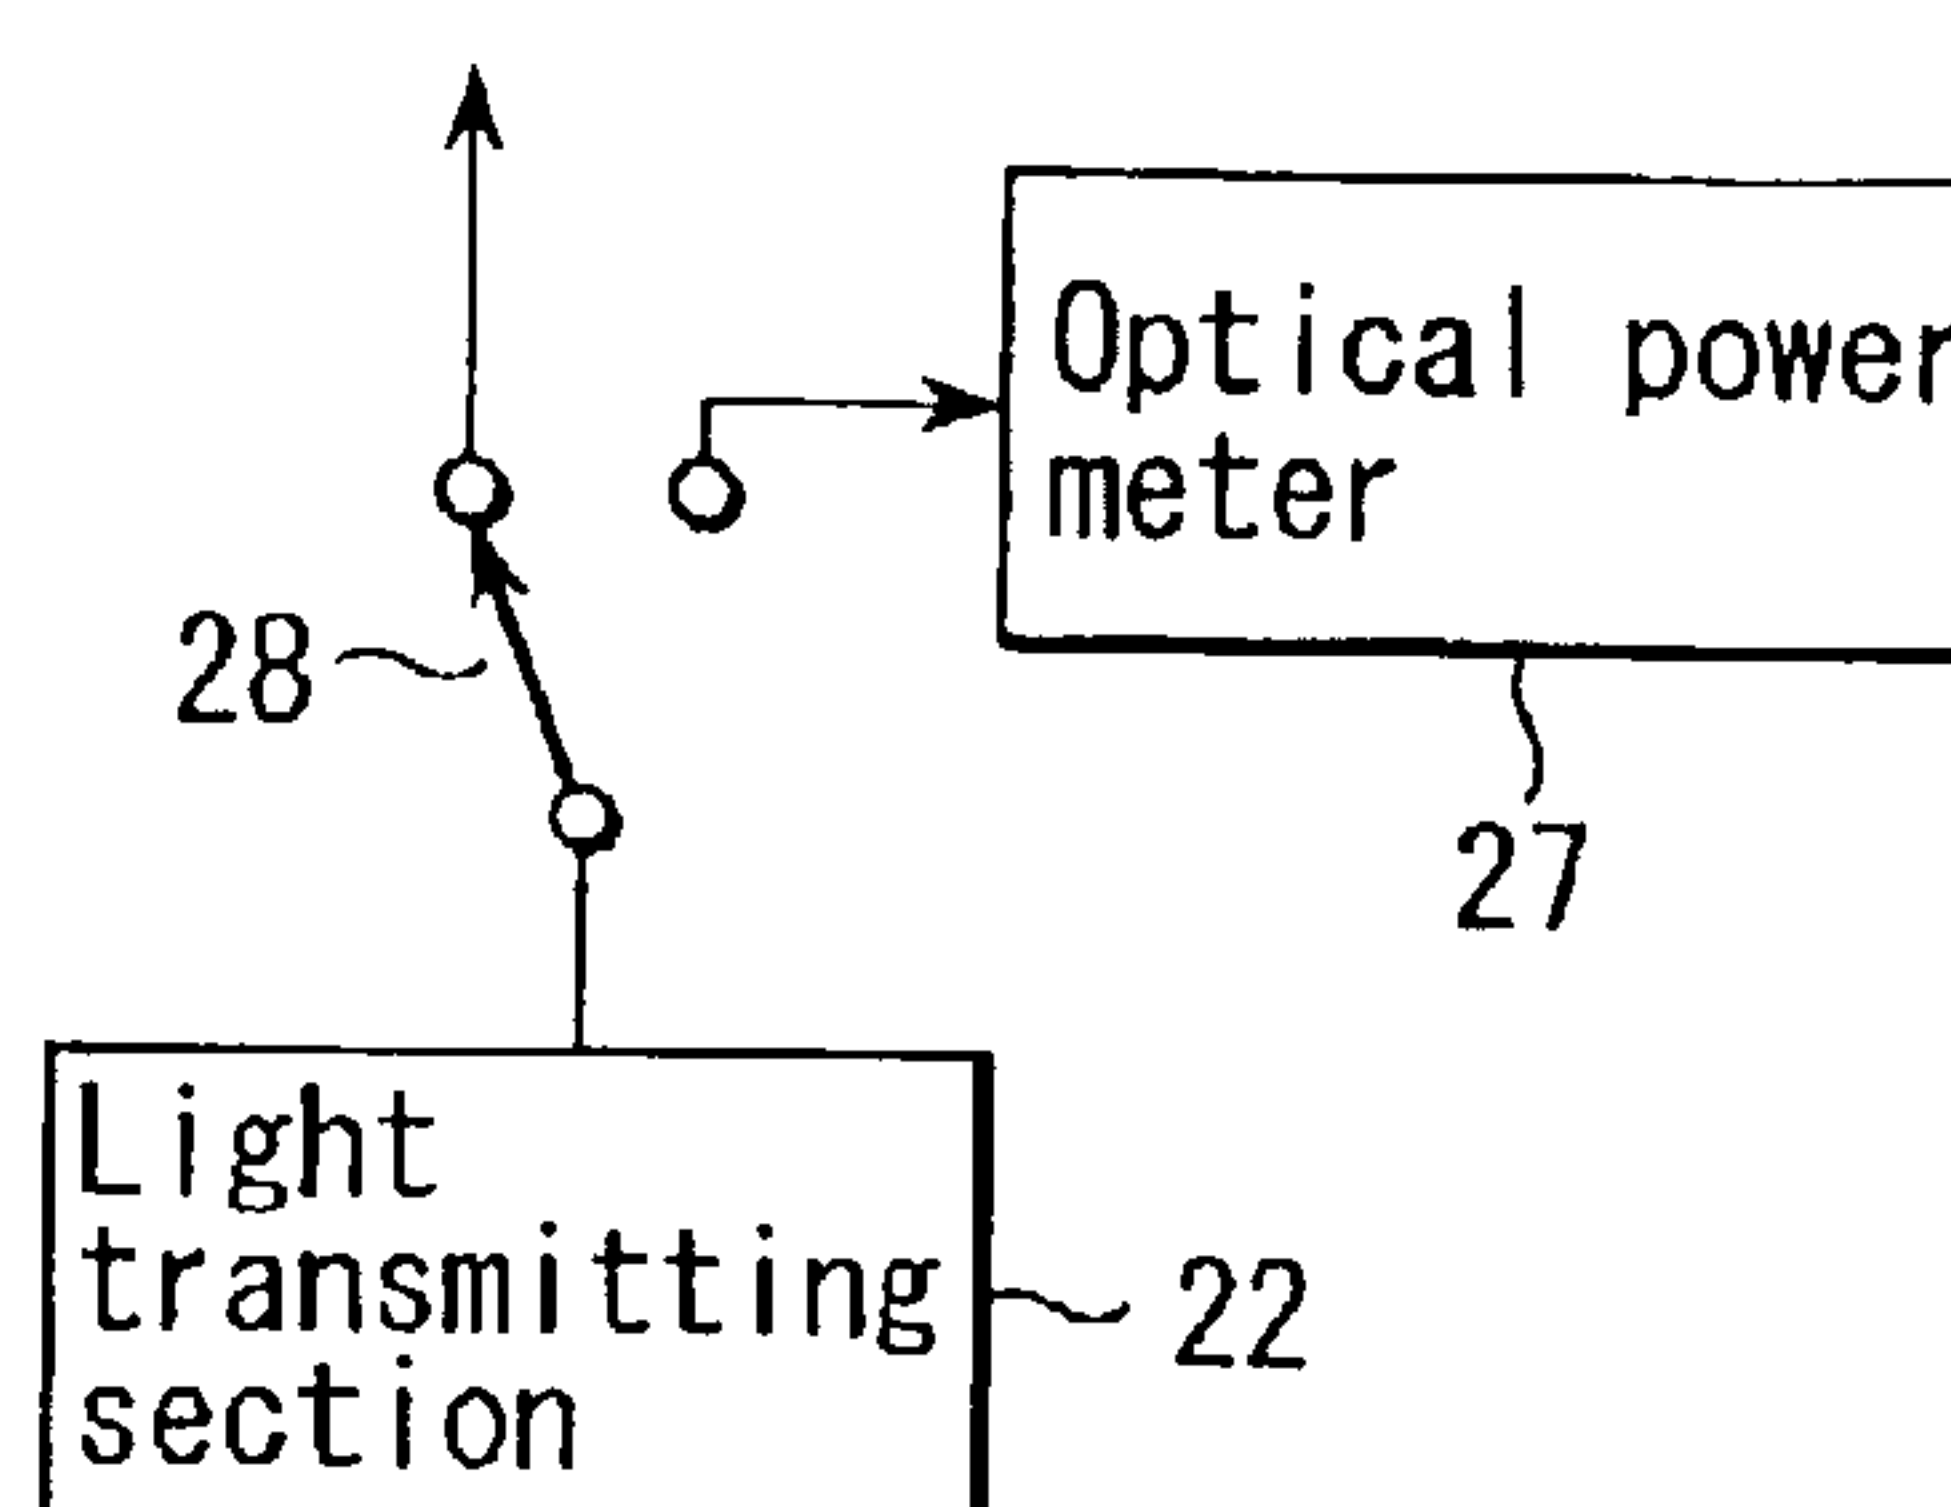 Optical power
meter
28
27
Light
transmitting
section
22